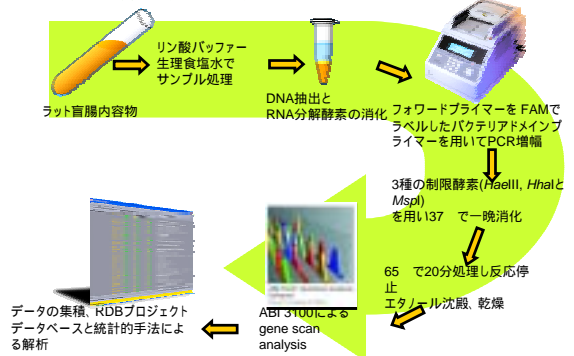 リン酸バッファー
生理食塩水で
サンプル処理
ラット盲腸内容物
DNA抽出と
RNA分解酵素の消化
フォワードプライマーを FAMで
ラベルしたバクテリアドメインプ
ライマーを用いてPCR増幅
3種の制限酵素(HaeIII, HhaIと
MspI)
を用い37　で一晩消化
65　で20分処理し反応停
止
エタノール沈殿、乾燥
ABI 3100による
gene scan
analysis
データの集積、RDBプロジェクト
データベースと統計的手法によ
る解析